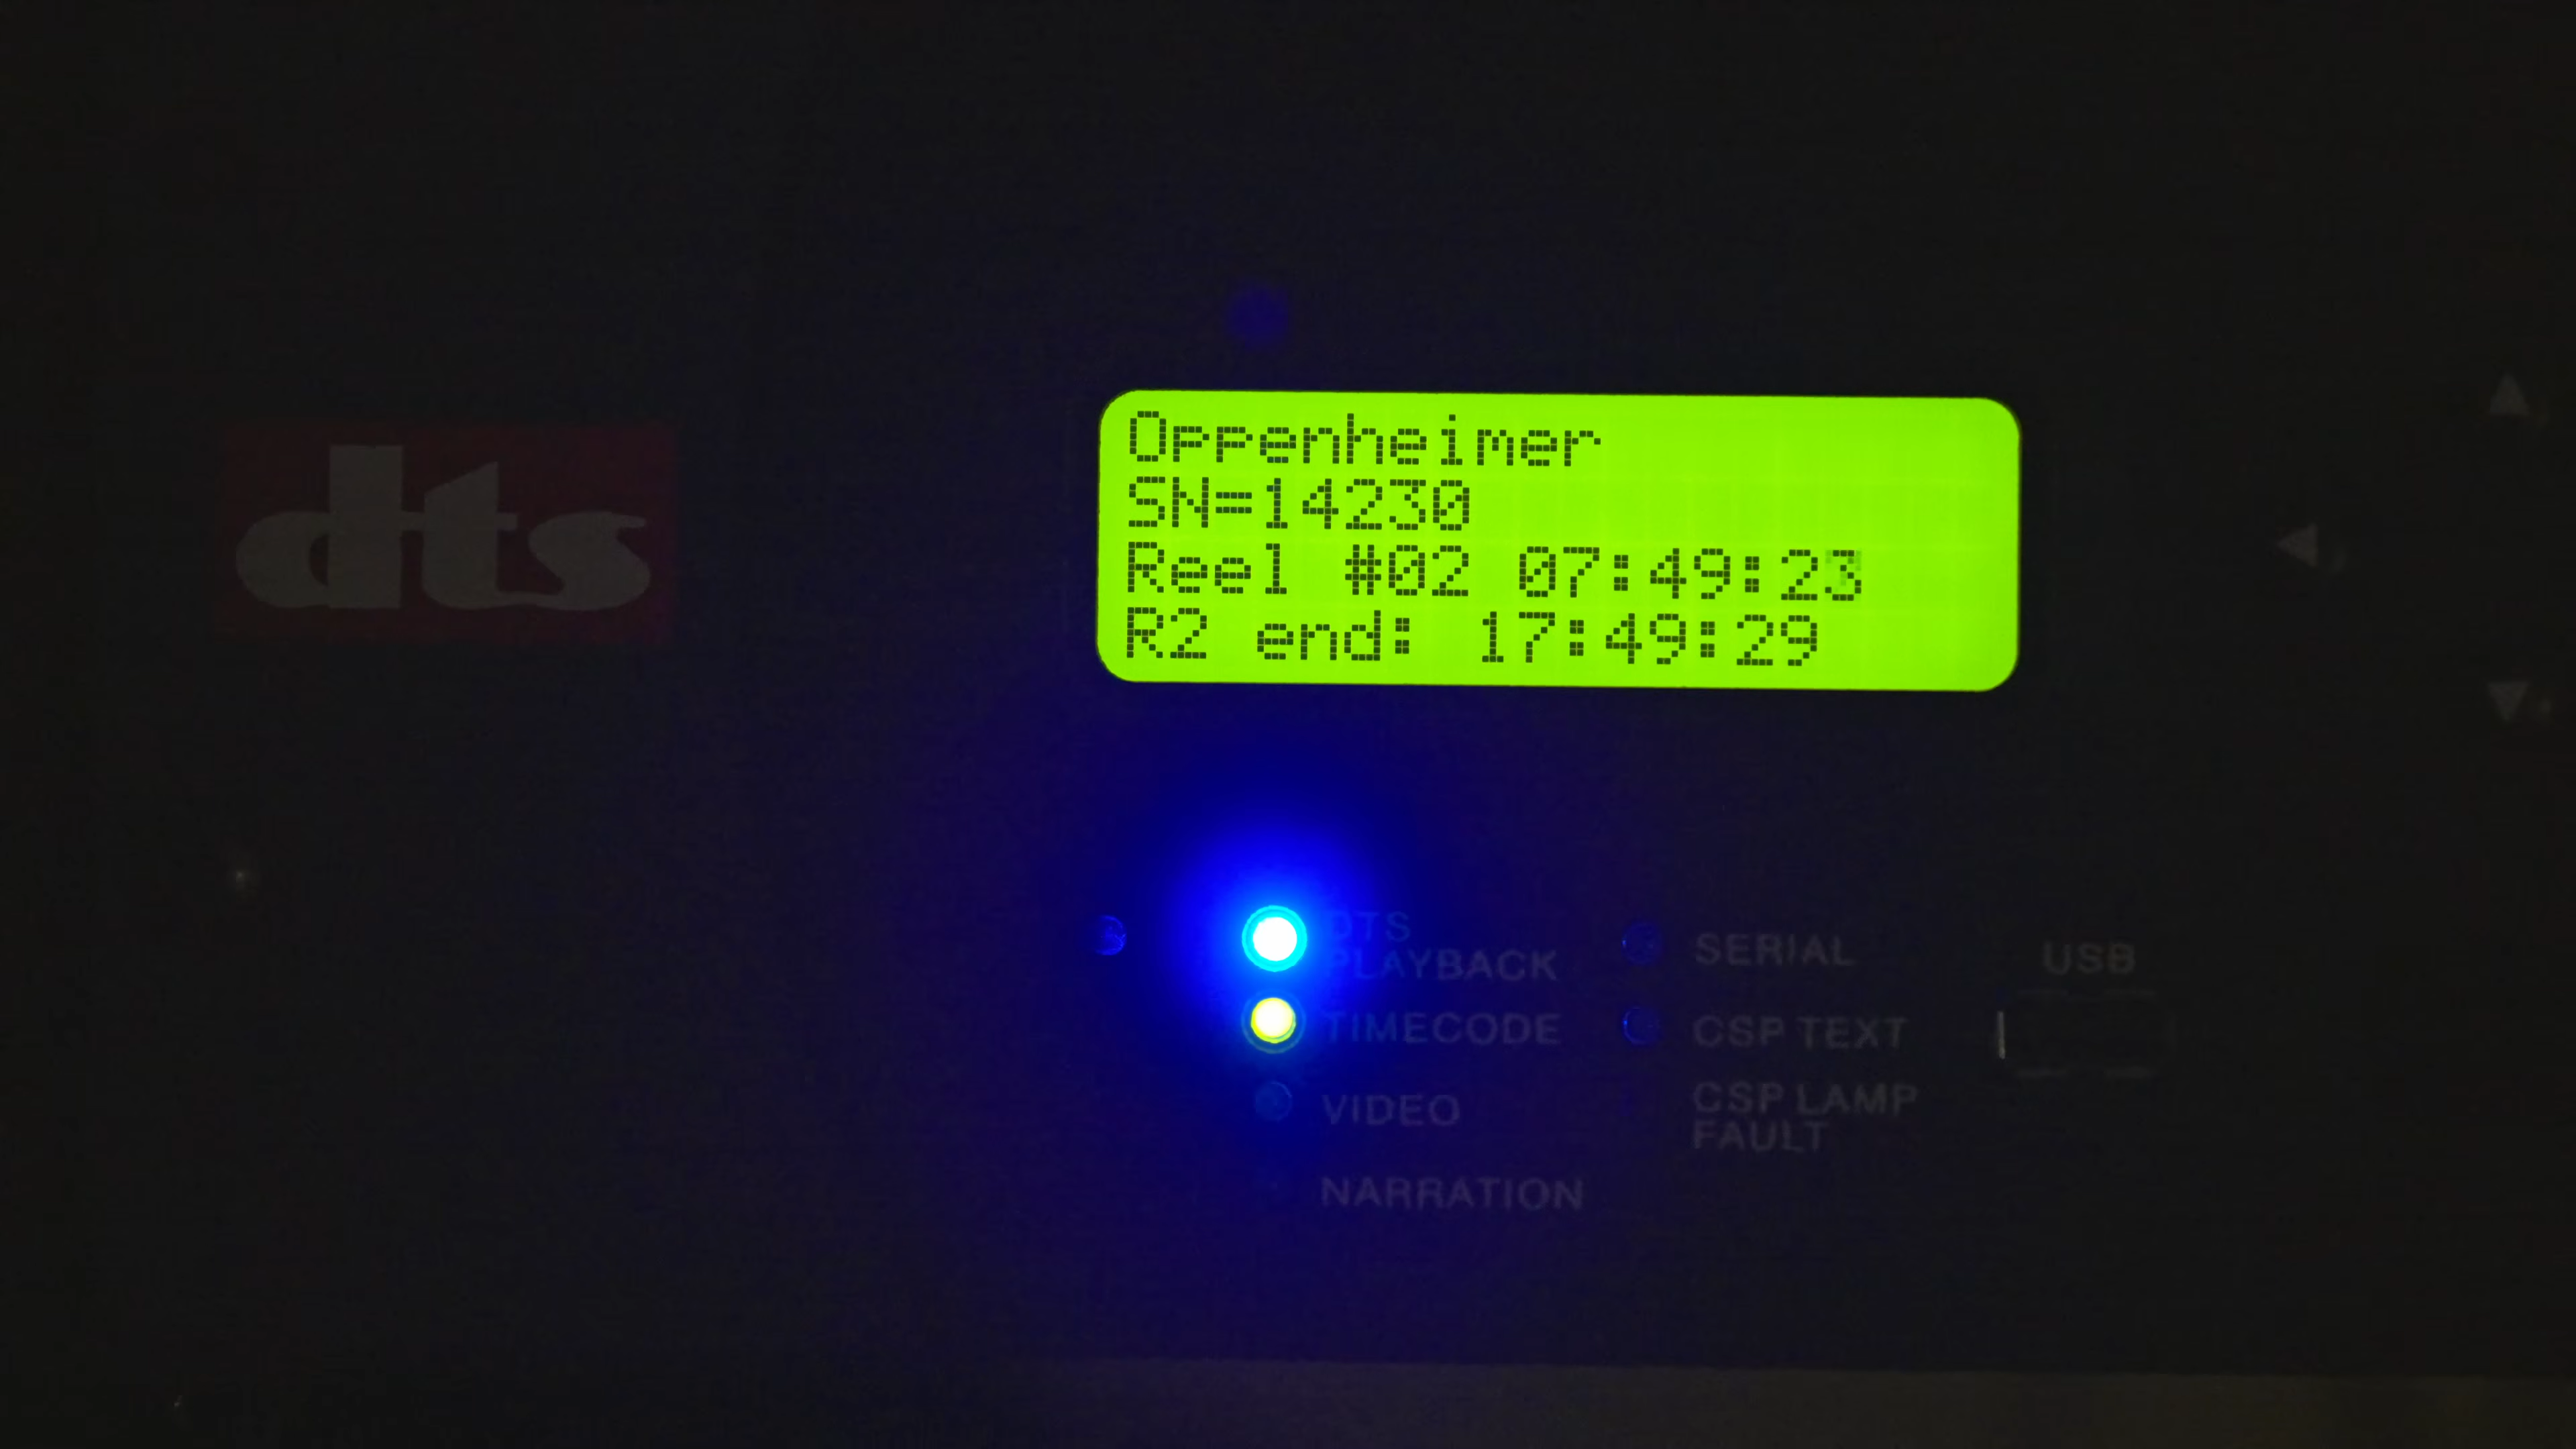 dts
Oppenheimer
SN=14230
Reel #02 07:49:23
R2 end: 17:49:29
DTS
PLAYBACK
TIMECODE
VIDEO
NARRATION
SERIAL
CSP TEXT
CSP LAMP
FAULT
USB